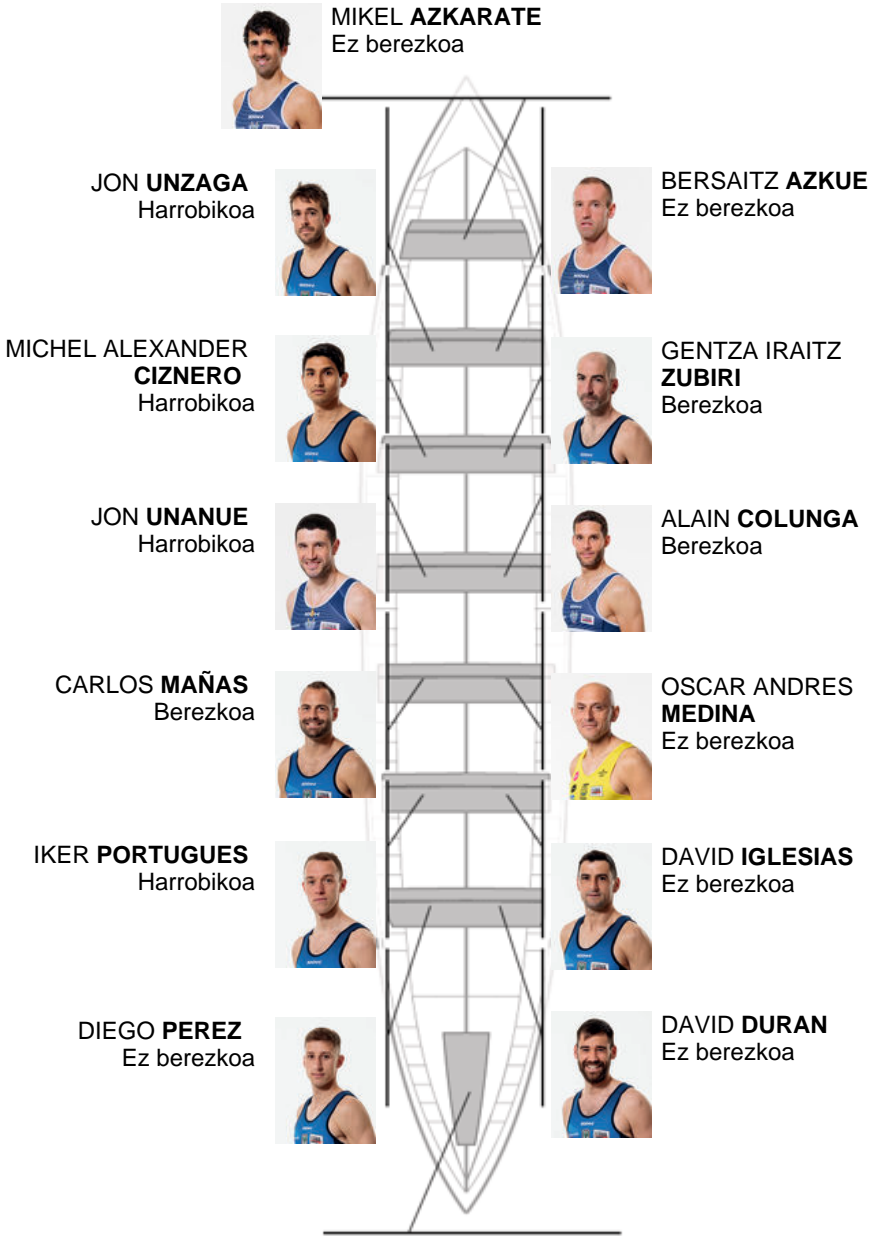 MIKEL AZKARATE
Ez berezkoa
JON UNZAGA
Harrobikoa
BERSAITZ AZKUE
Ez berezkoa
MICHEL ALEXANDER
CIZNERO
Harrobikoa
GENTZA IRAITZ
ZUBIRI
Berezkoa
JON UNANUE
Harrobikoa
ALAIN COLUNGA
Berezkoa
CARLOS MAÑAS
Berezkoa
OSCAR ANDRES
MEDINA
Ez berezkoa
IKER PORTUGUES
Harrobikoa
DAVID IGLESIAS
Ez berezkoa
DIEGO PEREZ
Ez berezkoa
DAVID DURAN
Ez berezkoa